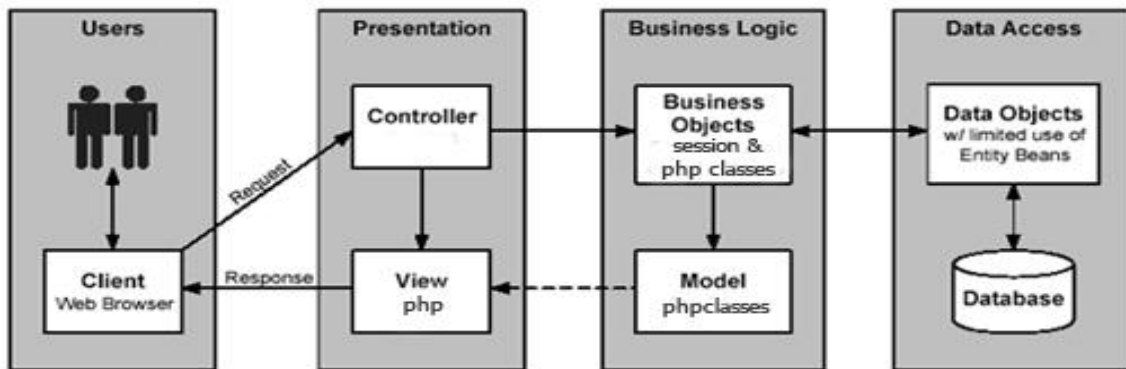 Users
Presentation
Business Logic
Data Access
Controller
Business
Objects
session &
php classes
Data Objects
w/ limited use of
Entity Beans
Request
Client
Web Browser
Response
View
php
Model
phpclasses
Database